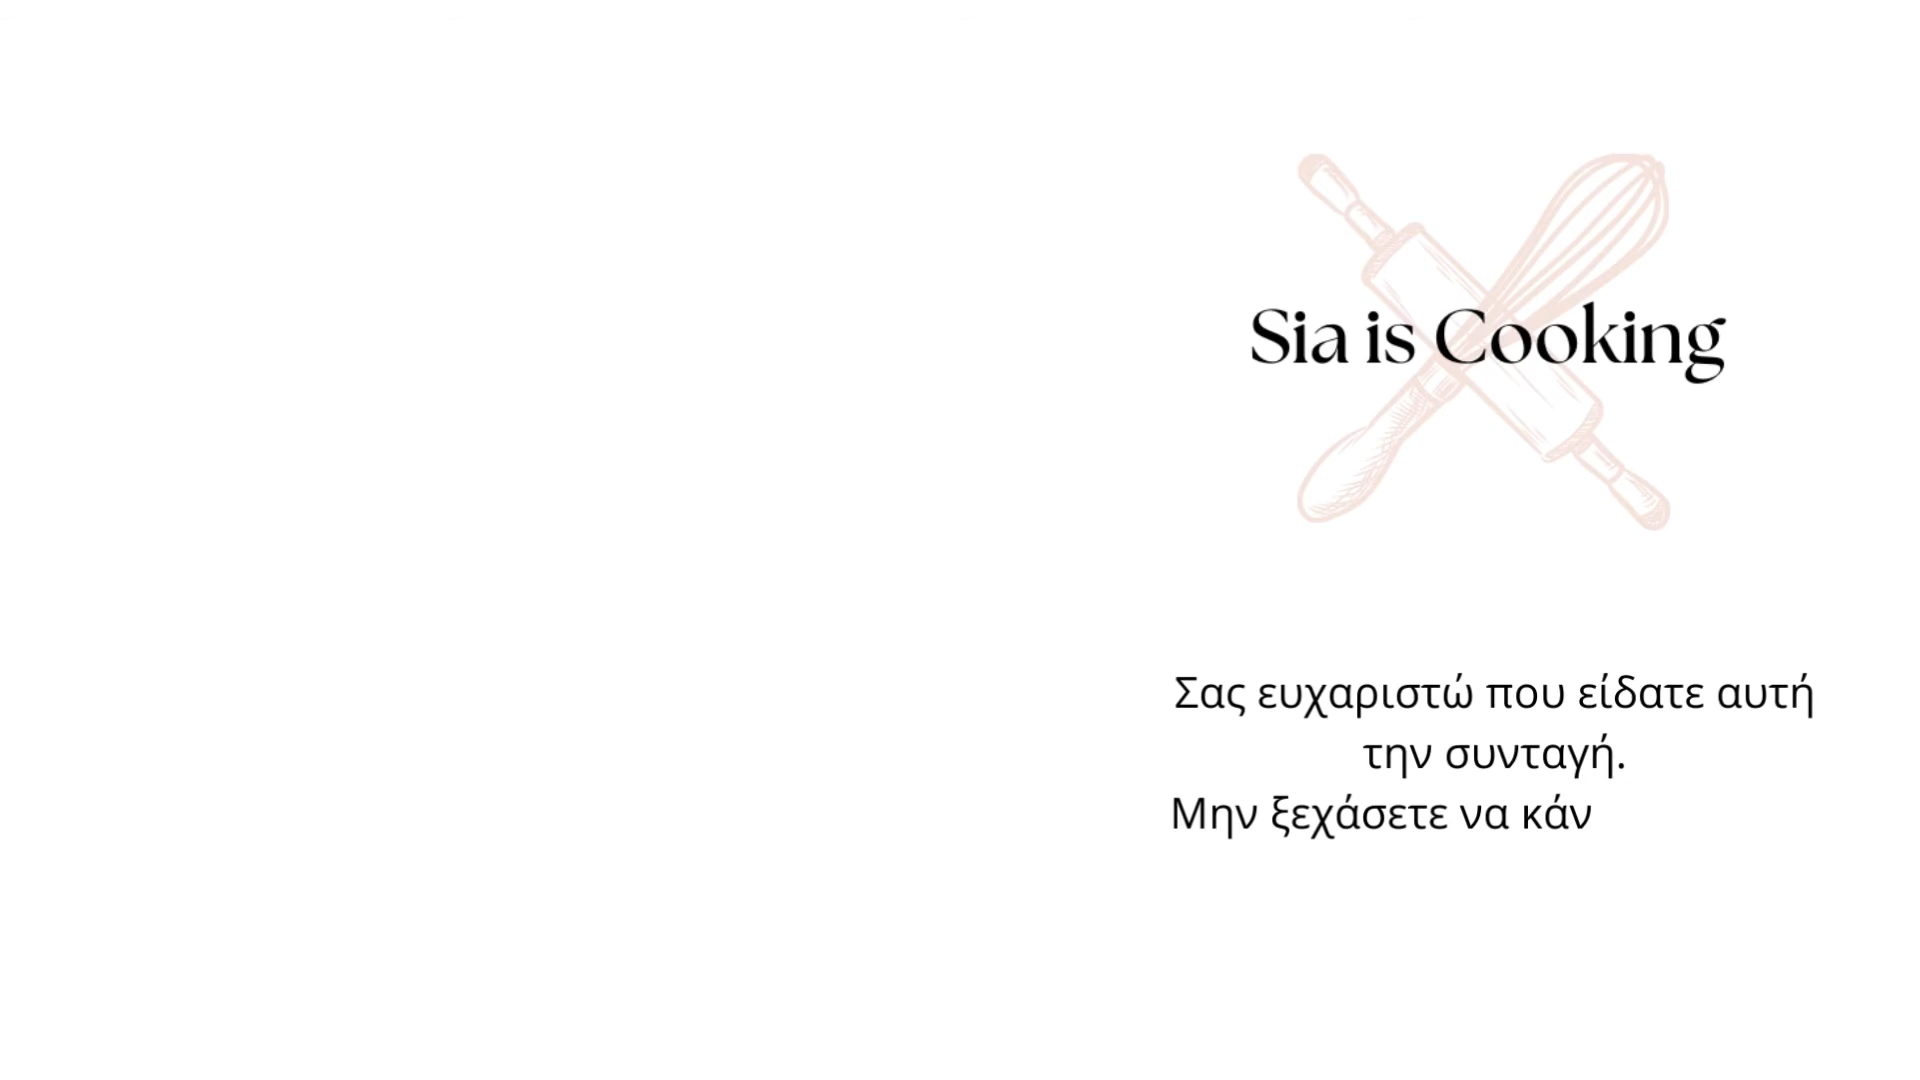 Sia is Cooking
Σας ευχαριστώ που είδατε αυτή
την συνταγή.
Μην ξεχάσετε να κάν